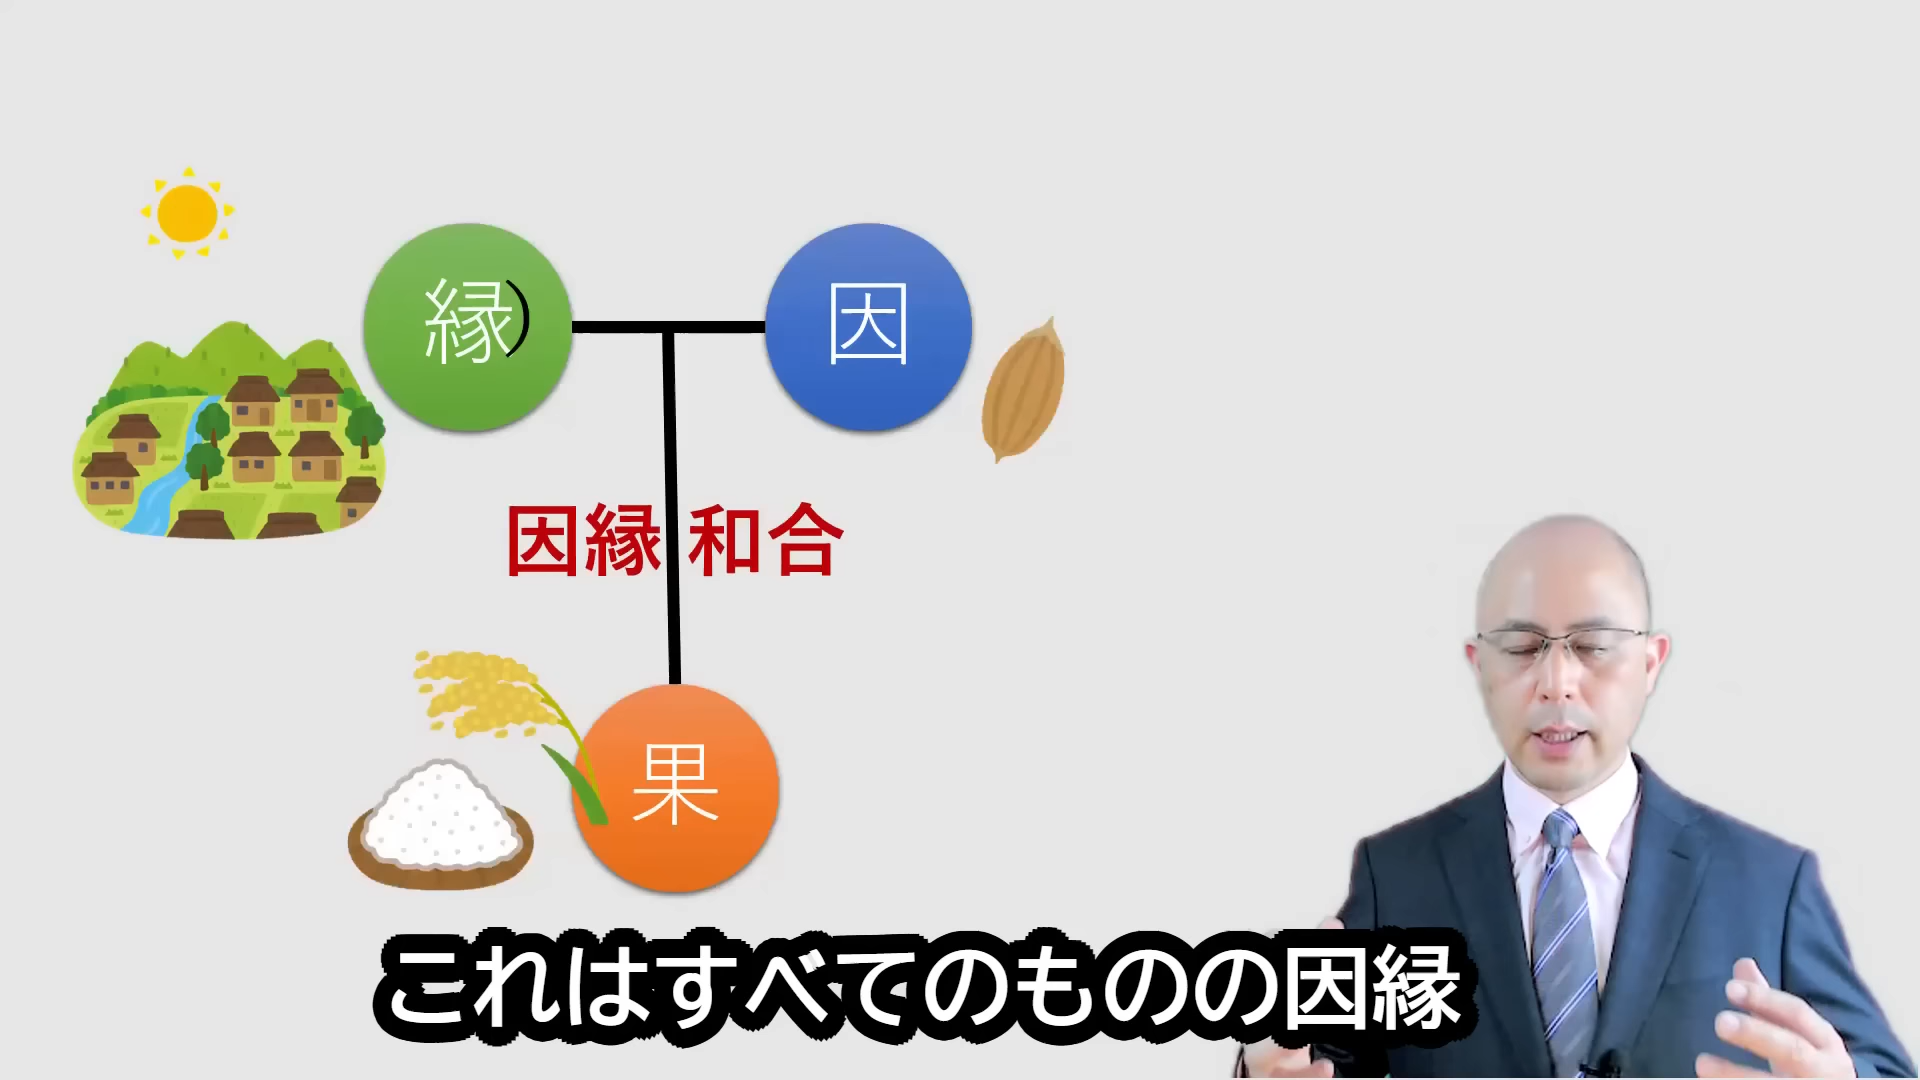 縁) 因
因縁 和合
果
これはすべてのものの因縁